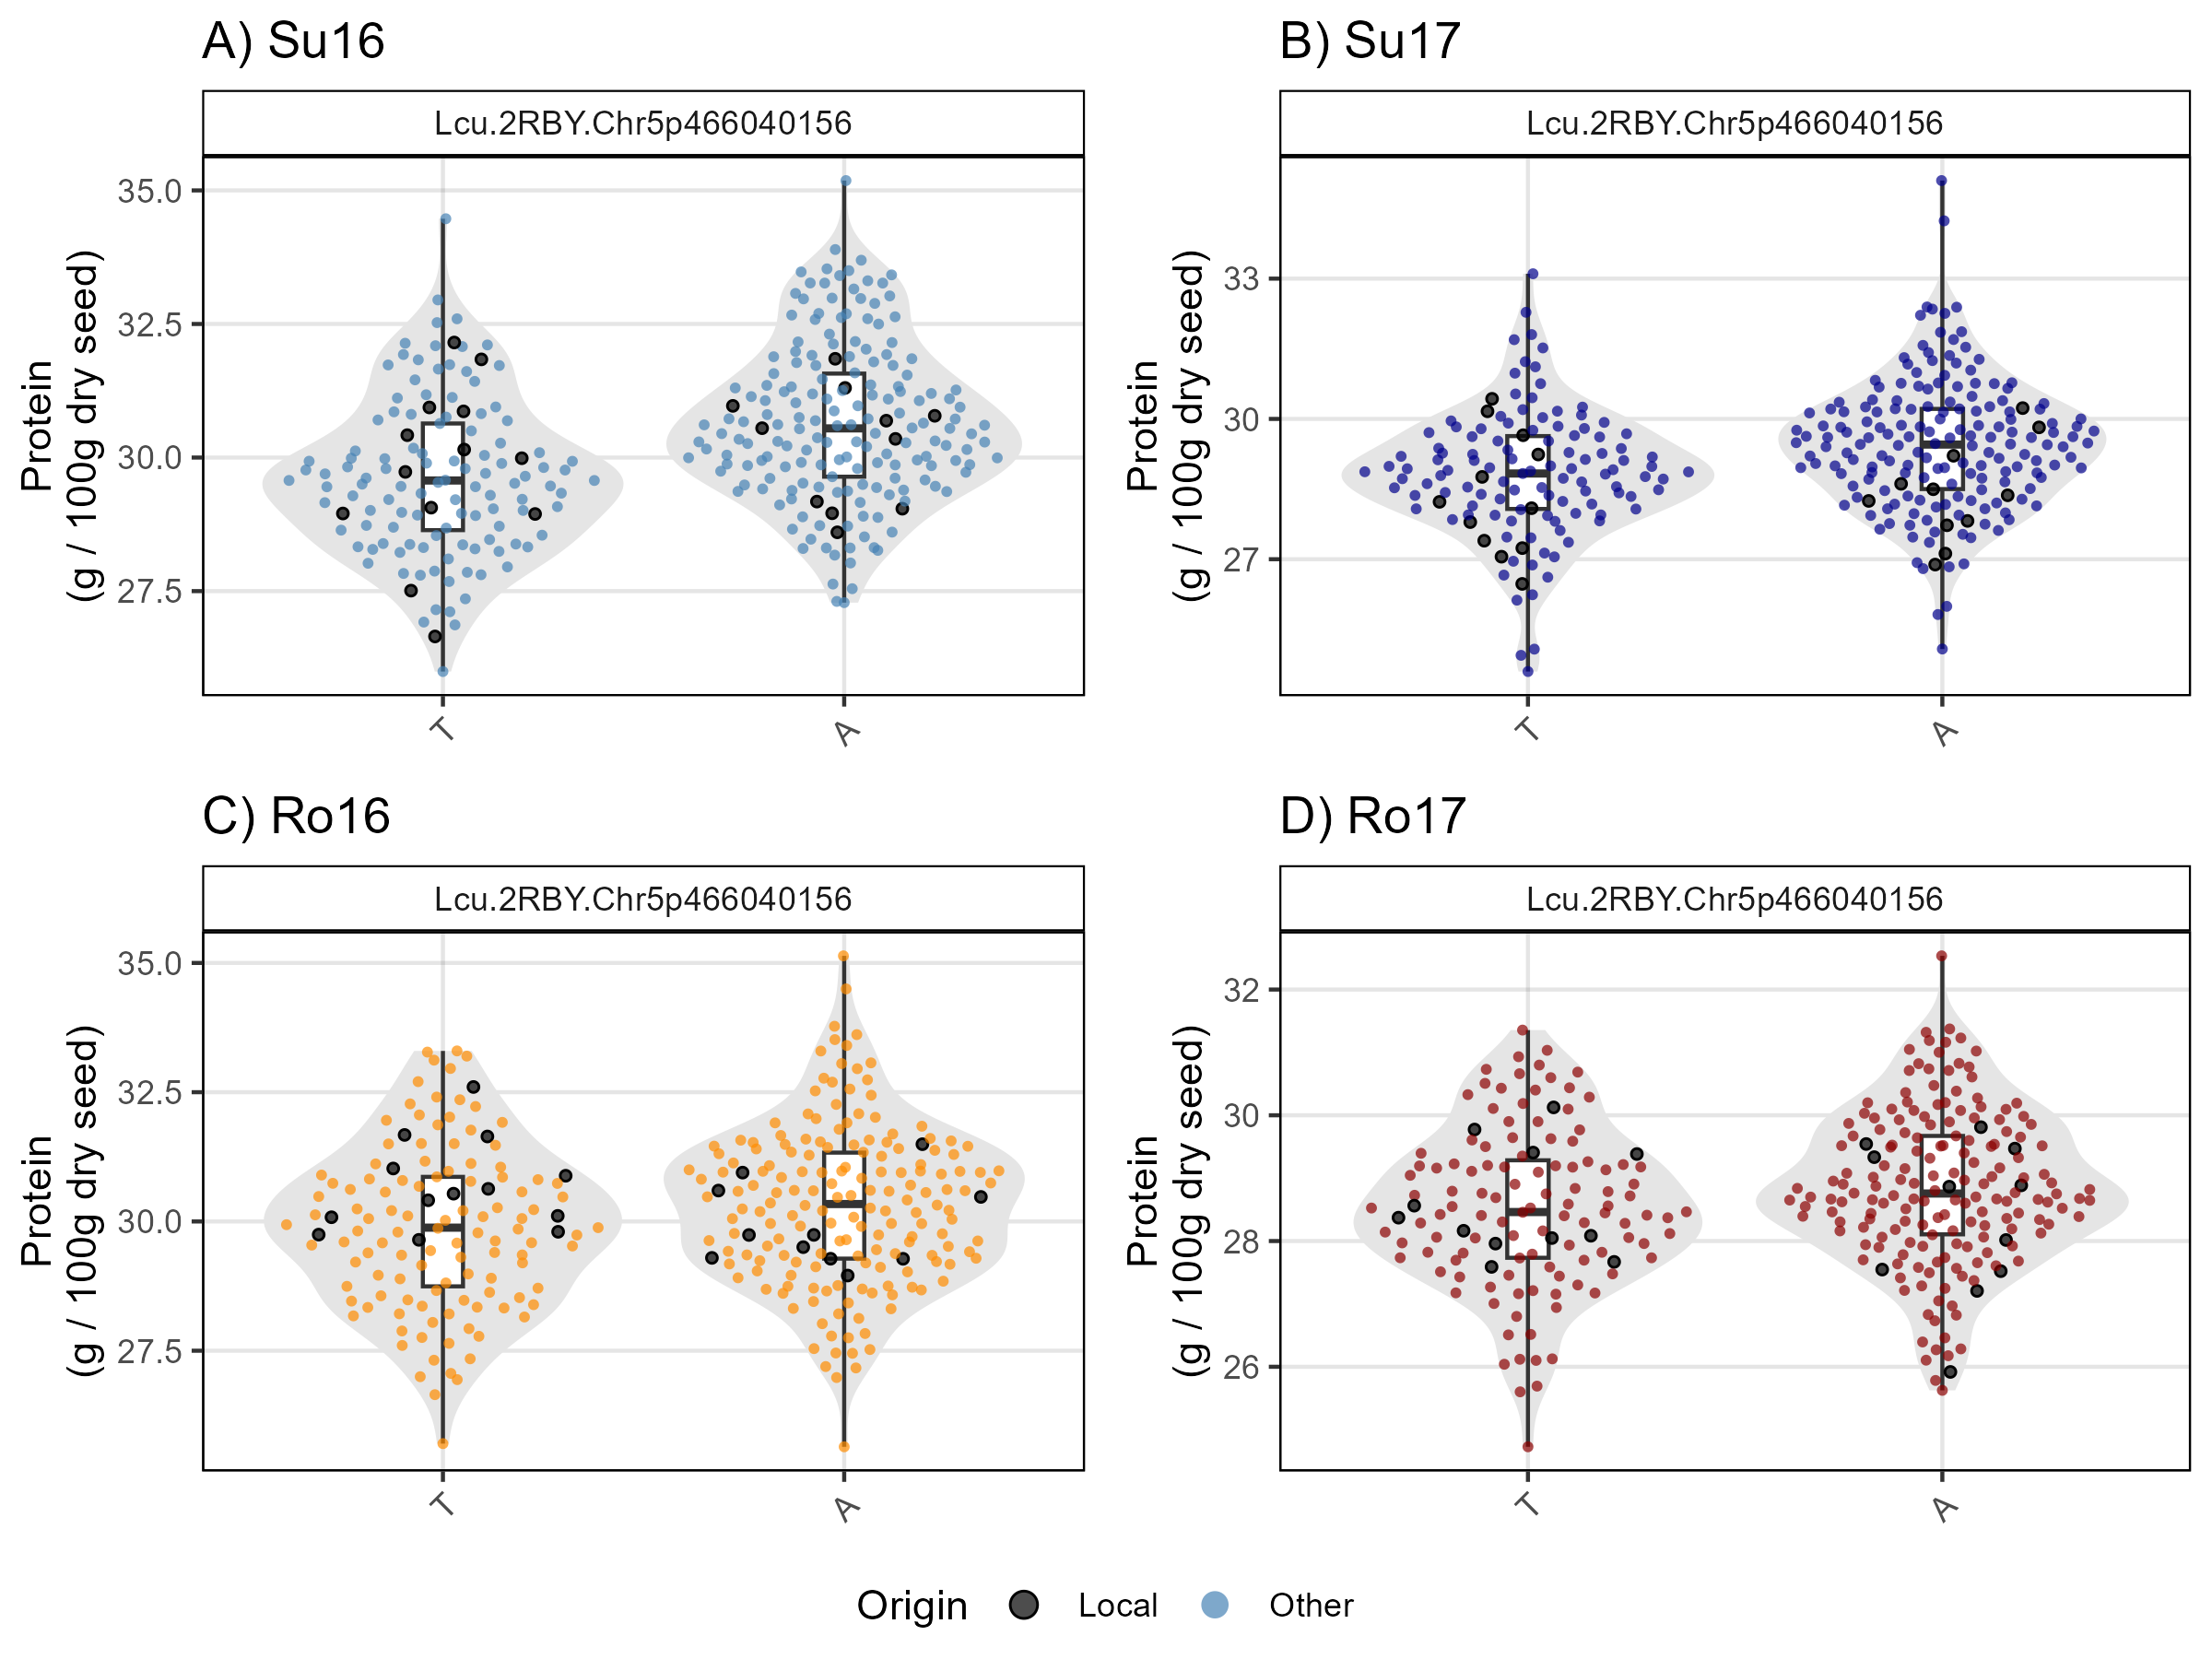 A) Su16
Lcu.2RBY.Chr5p466040156
Protein
(g / 100g dry seed)
35.0
32.5
30.0
27.5
T
A
B) Su17
Lcu.2RBY.Chr5p466040156
Protein
(g / 100g dry seed)
33
30
27
T
A
C) Ro16
Lcu.2RBY.Chr5p466040156
Protein
(g / 100g dry seed)
35.0
32.5
30.0
27.5
T
A
D) Ro17
Lcu.2RBY.Chr5p466040156
Protein
(g / 100g dry seed)
32
30
28
26
T
A
Origin Local Other